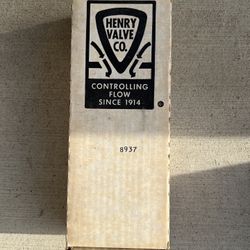 HENRY
VALVE
CO.
CONTROLLING
FLOW
SINCE 1914
8937